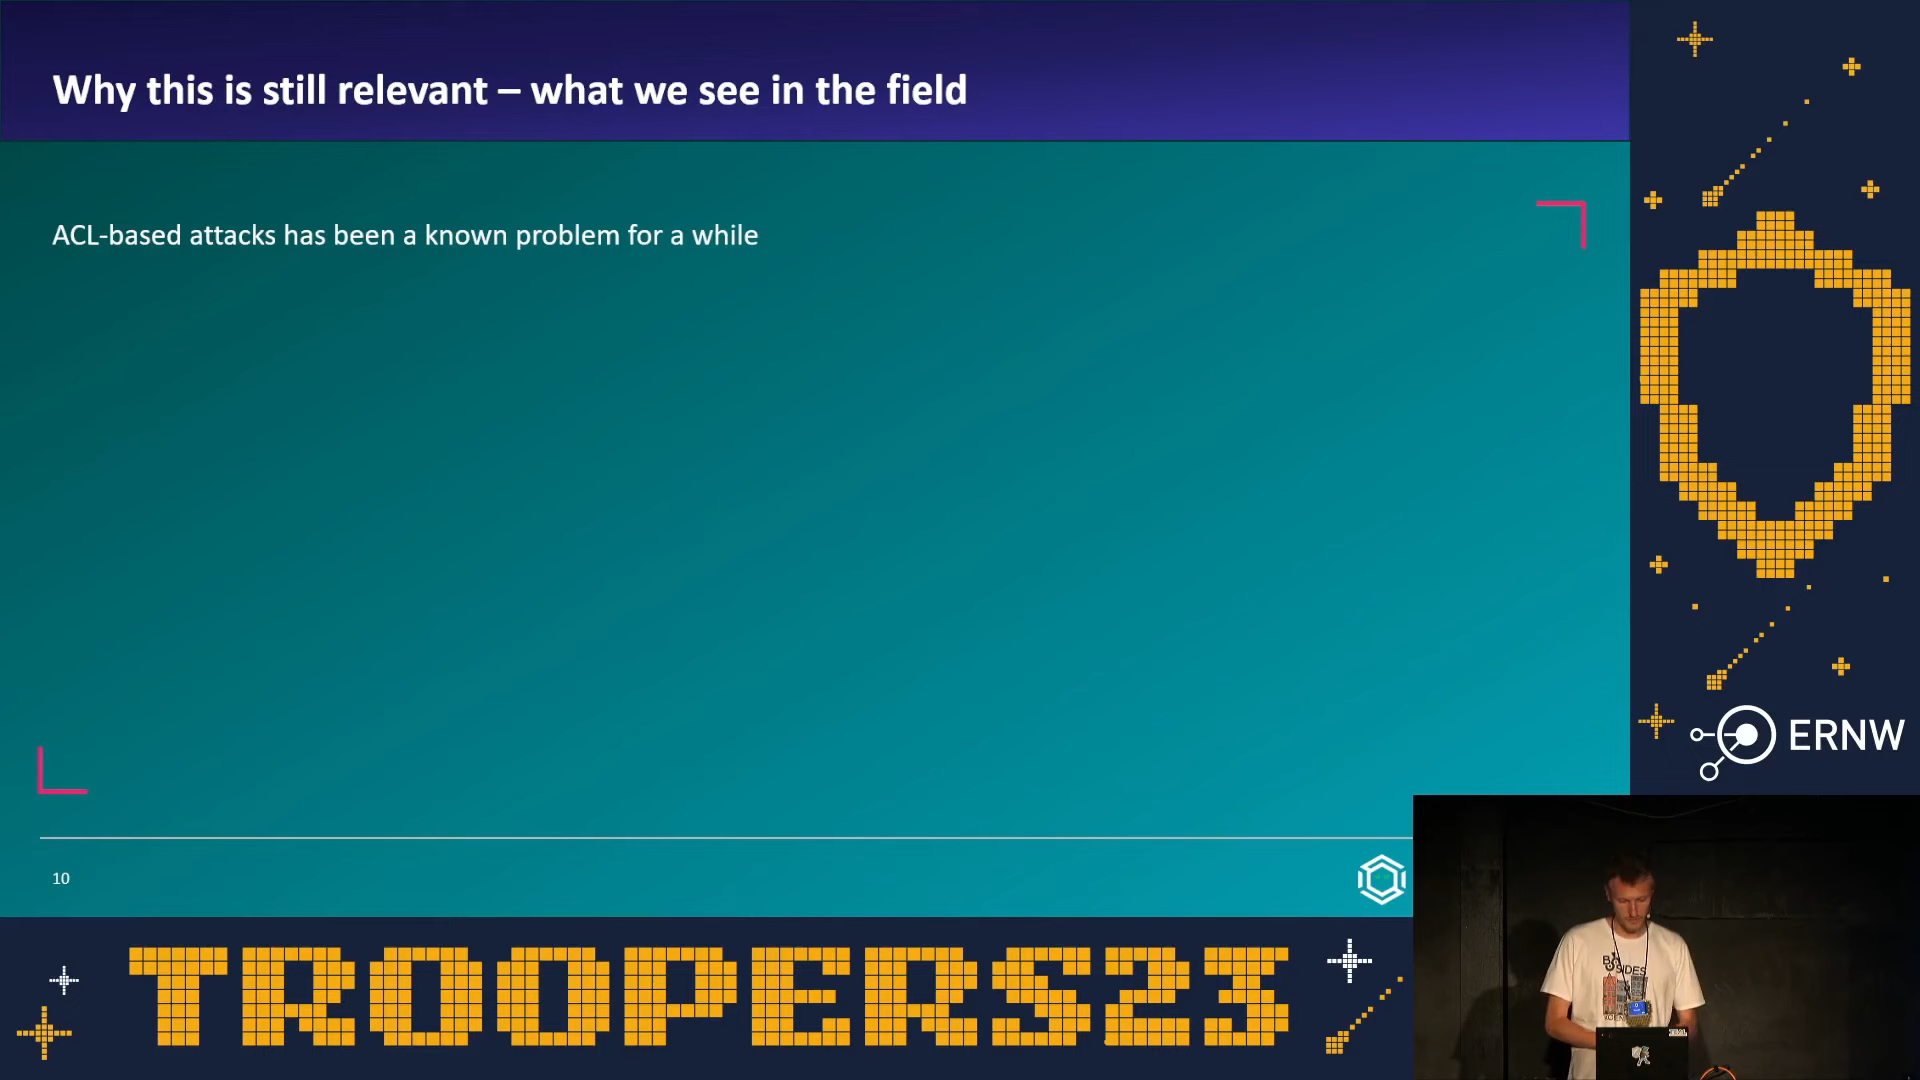 Why this is still relevant – what we see in the field
ACL-based attacks has been a known problem for a while
10
ERNW
TROOPERS23
BSIDES